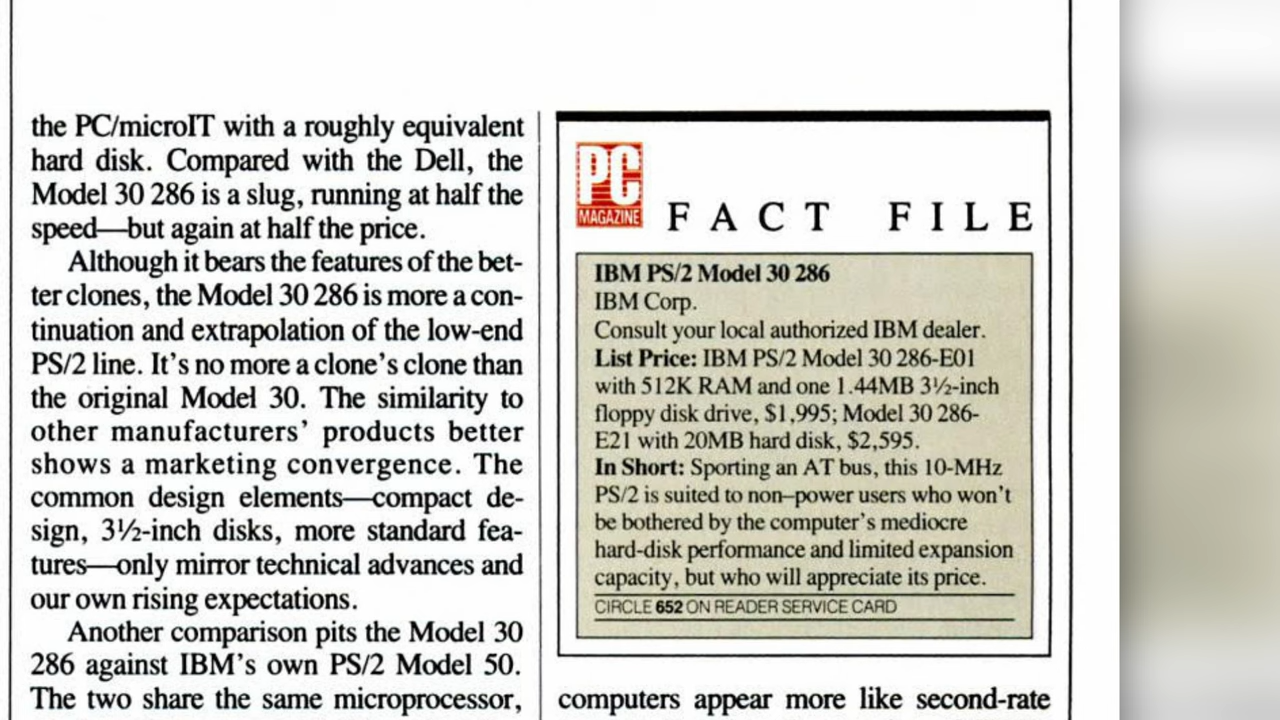 the PC/microIT with a roughly equivalent
hard disk. Compared with the Dell, the
Model 30 286 is a slug, running at half the
speed—but again at half the price.
Although it bears the features of the bet-
ter clones, the Model 30 286 is more a con-
tinuation and extrapolation of the low-end
PS/2 line. It's no more a clone's clone than
the original Model 30. The similarity to
other manufacturers' products better
shows a marketing convergence. The
common design elements—compact de-
sign, 3½-inch disks, more standard fea-
tures—only mirror technical advances and
our own rising expectations.
Another comparison pits the Model 30
286 against IBM's own PS/2 Model 50.
The two share the same microprocessor,
PC
MAGAZINE
FACT FILE
IBM PS/2 Model 30 286
IBM Corp.
Consult your local authorized IBM dealer.
List Price: IBM PS/2 Model 30 286-E01
with 512K RAM and one 1.44MB 3½-inch
floppy disk drive, $1,995; Model 30 286-
E21 with 20MB hard disk, $2,595.
In Short: Sporting an AT bus, this 10-MHz
PS/2 is suited to non–power users who won't
be bothered by the computer's mediocre
hard-disk performance and limited expansion
capacity, but who will appreciate its price.
CIRCLE 652 ON READER SERVICE CARD
computers appear more like second-rate